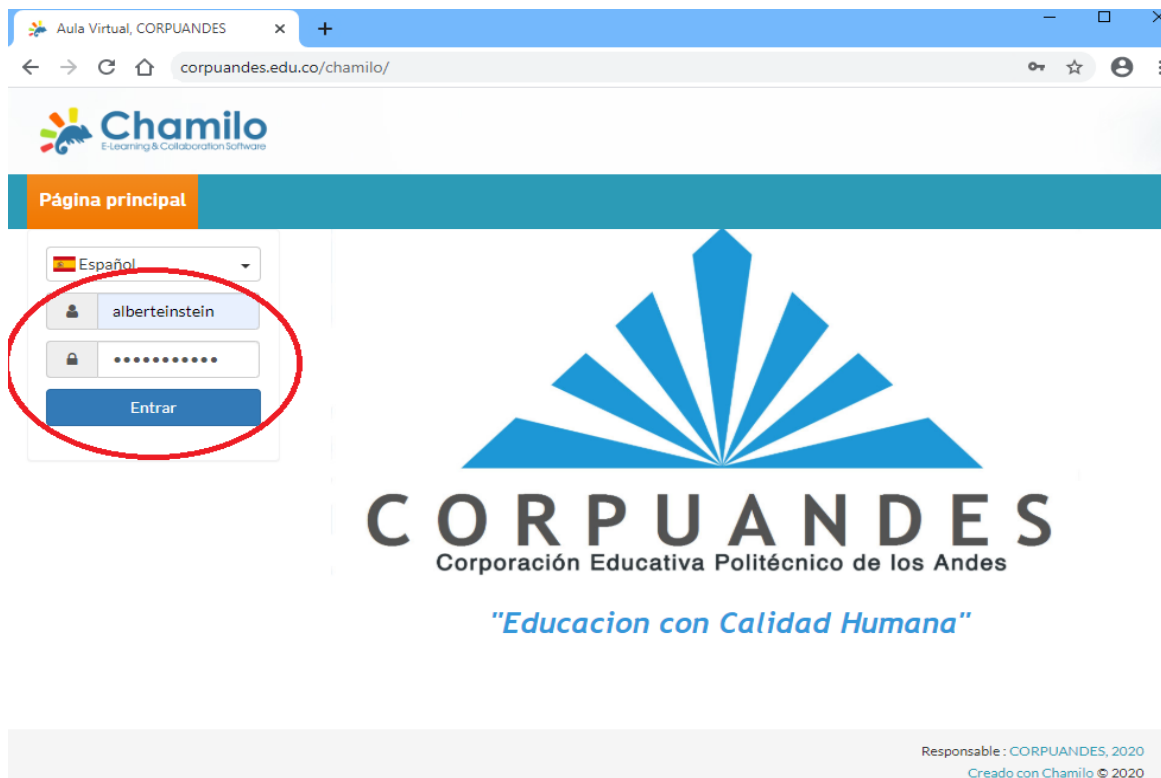 Aula Virtual, CORPUANDES
corpuandes.edu.co/chamilo/
Chamilo
E-Learning & Collaboration Software
Página principal
Español
alberteinstein
•••••••••••
Entrar
CORPUANDES
Corporación Educativa Politécnico de los Andes
"Educacion con Calidad Humana"
Responsable : CORPUANDES, 2020
Creado con Chamilo © 2020